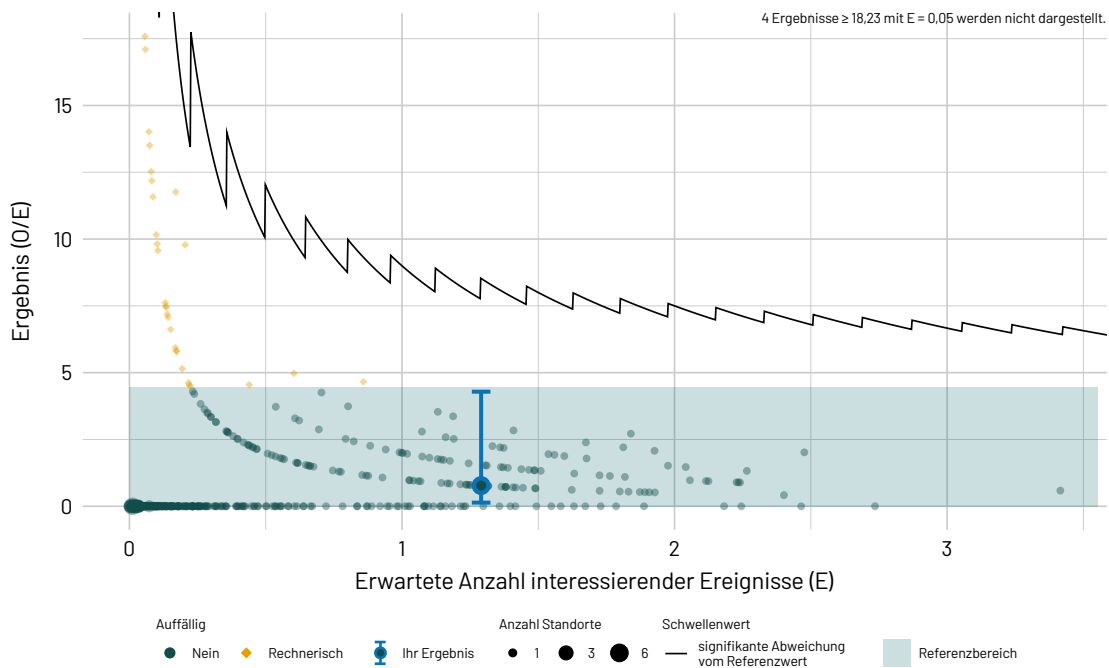 4 Ergebnisse ≥ 18,23 mit E = 0,05 werden nicht dargestellt.
Ergebnis (O/E)
15
10
5
0
0 1 2 3
Erwartete Anzahl interessierender Ereignisse (E)
Auffällig Anzahl Standorte Schwellenwert
Nein Rechnerisch Ihr Ergebnis 1 3 6 signifikante Abweichung Referenzbereich
vom Referenzwert